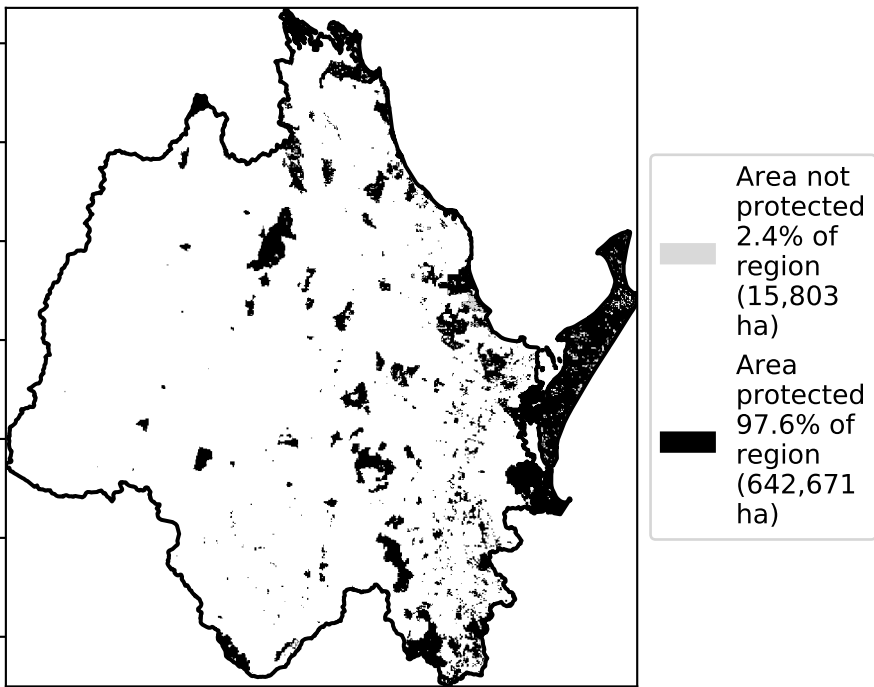 Area not
protected
2.4% of
region
(15,803
ha)
Area
protected
97.6% of
region
(642,671
ha)